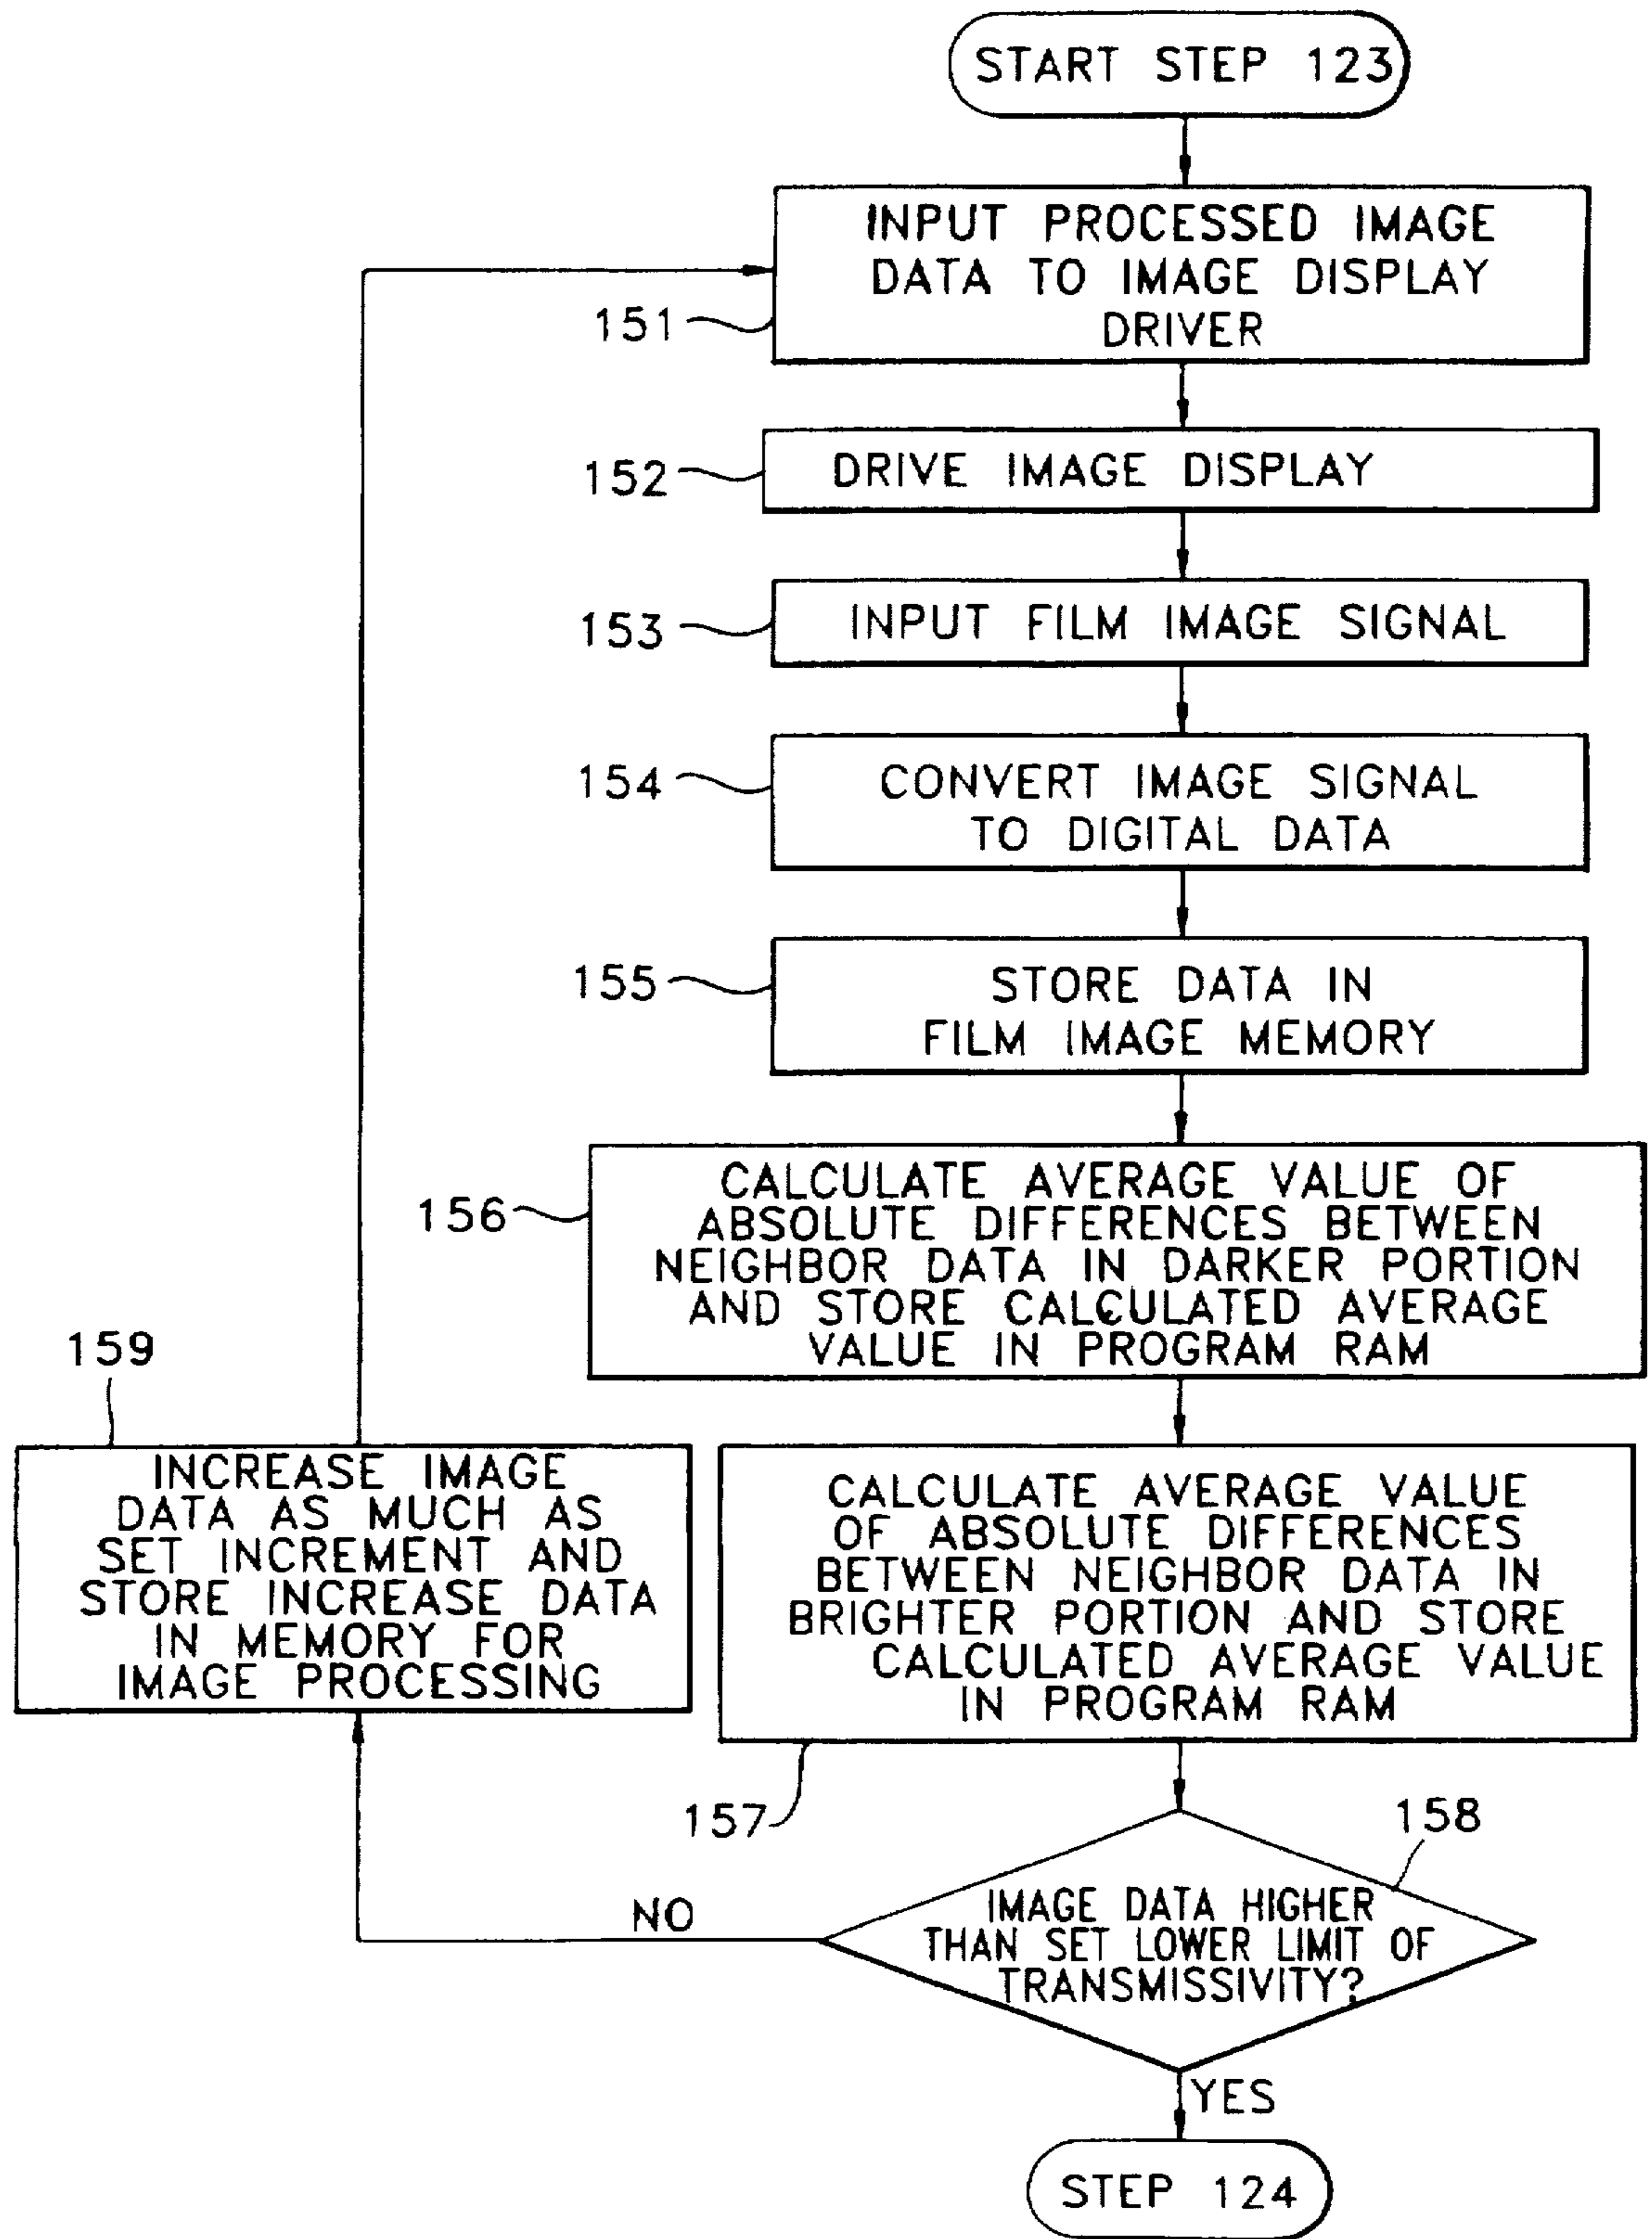 START STEP 123
INPUT PROCESSED IMAGE
DATA TO IMAGE DISPLAY
DRIVER
151
152
DRIVE IMAGE DISPLAY
153
INPUT FILM IMAGE SIGNAL
154
CONVERT IMAGE SIGNAL
TO DIGITAL DATA
155
STORE DATA IN
FILM IMAGE MEMORY
156
CALCULATE AVERAGE VALUE OF
ABSOLUTE DIFFERENCES BETWEEN
NEIGHBOR DATA IN DARKER PORTION
AND STORE CALCULATED AVERAGE
VALUE IN PROGRAM RAM
159
INCREASE IMAGE
DATA AS MUCH AS
SET INCREMENT AND
STORE INCREASE DATA
IN MEMORY FOR
IMAGE PROCESSING
CALCULATE AVERAGE VALUE
OF ABSOLUTE DIFFERENCES
BETWEEN NEIGHBOR DATA IN
BRIGHTER PORTION AND STORE
CALCULATED AVERAGE VALUE
IN PROGRAM RAM
157
158
IMAGE DATA HIGHER
THAN SET LOWER LIMIT OF
TRANSMISSIVITY?
NO
YES
STEP 124